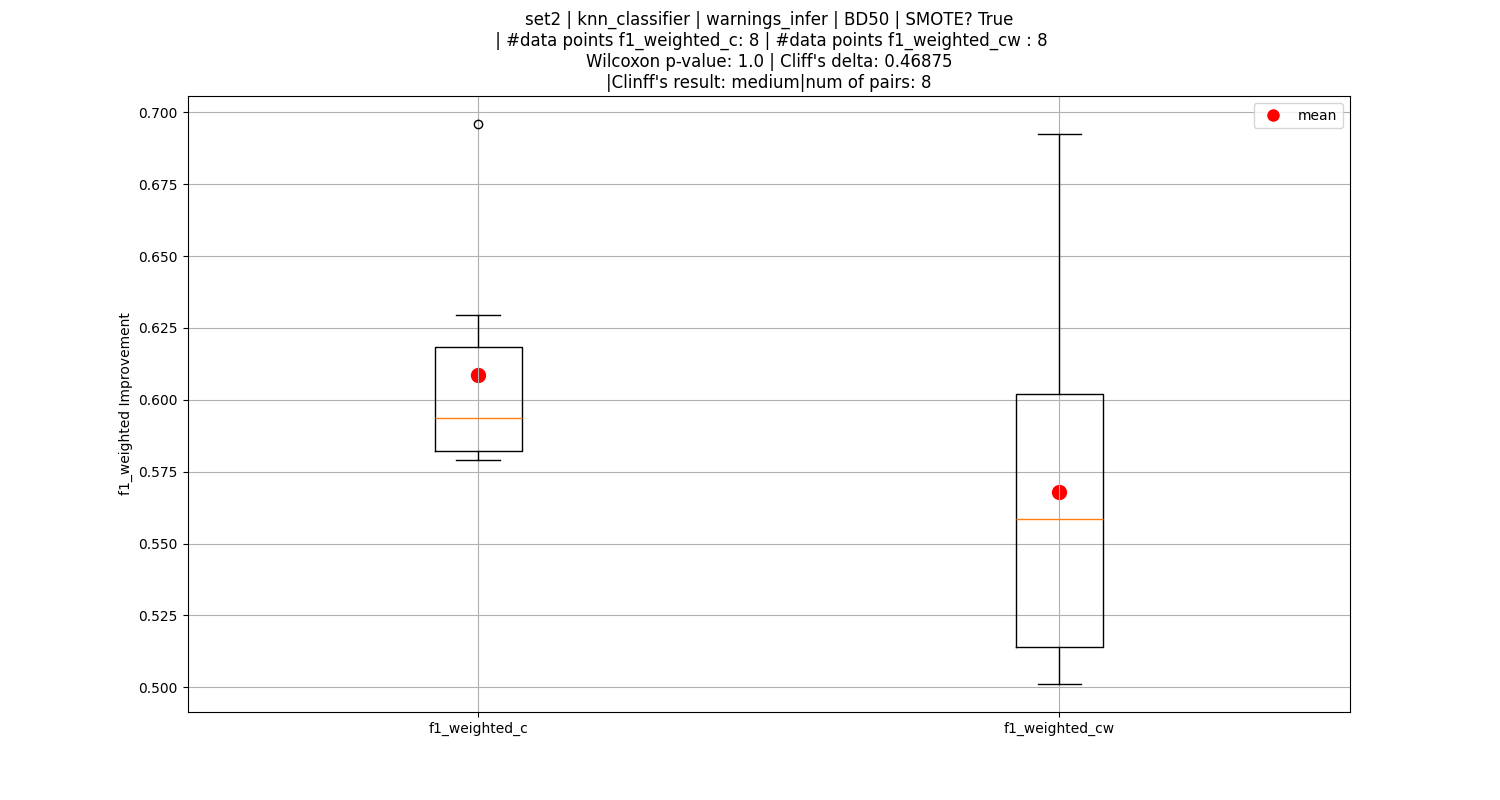 set2 | knn_classifier | warnings_infer | BD50 | SMOTE? True
| #data points f1_weighted_c: 8 | #data points f1_weighted_cw : 8
Wilcoxon p-value: 1.0 | Cliff's delta: 0.46875
|Clinff's result: medium|num of pairs: 8
mean
0.700
0.675
0.650
0.625
0.600
0.575
0.550
0.525
0.500
f1_weighted Improvement
f1_weighted_c
f1_weighted_cw